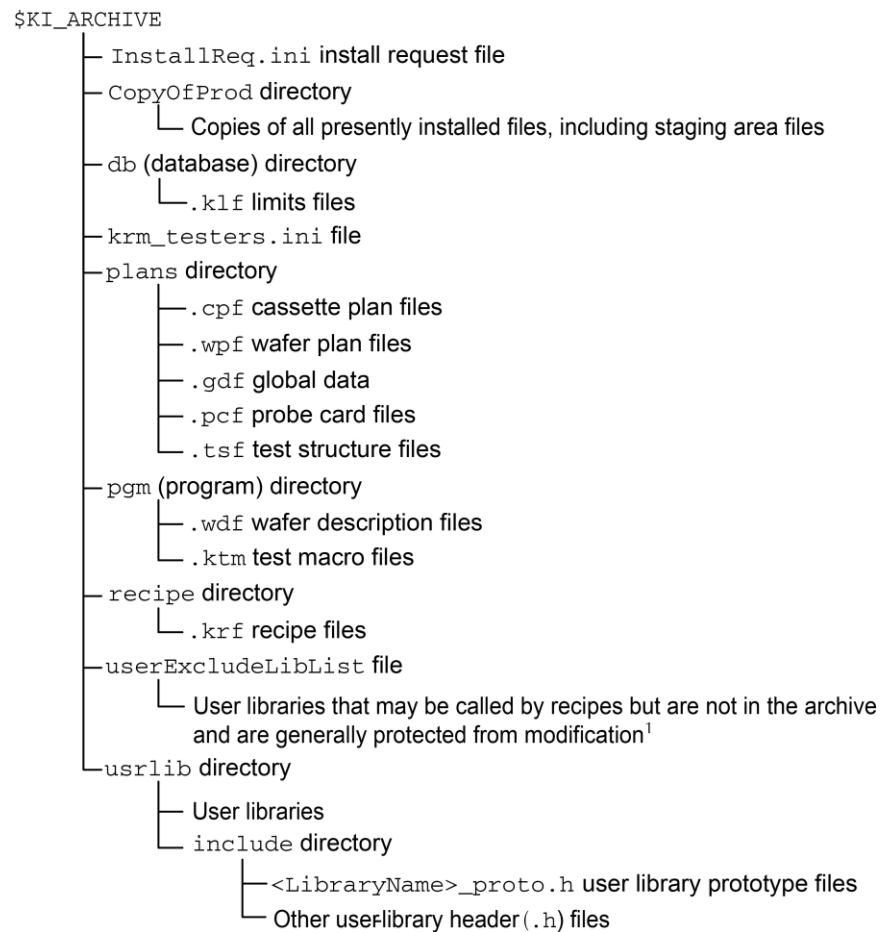 $KI_ARCHIVE
InstallReq.ini install request file
CopyOfProd directory
Copies of all presently installed files, including staging area files
db (database) directory
.klf limits files
krm_testers.ini file
plans directory
.cpf cassette plan files
.wpf wafer plan files
.gdf global data
.pcf probe card files
.tsf test structure files
pgm (program) directory
.wdf wafer description files
.ktm test macro files
recipe directory
.krf recipe files
userExcludeLibList file
User libraries that may be called by recipes but are not in the archive
and are generally protected from modification1
usrlib directory
User libraries
include directory
<LibraryName>_proto.h user library prototype files
Other user-library header(.h) files